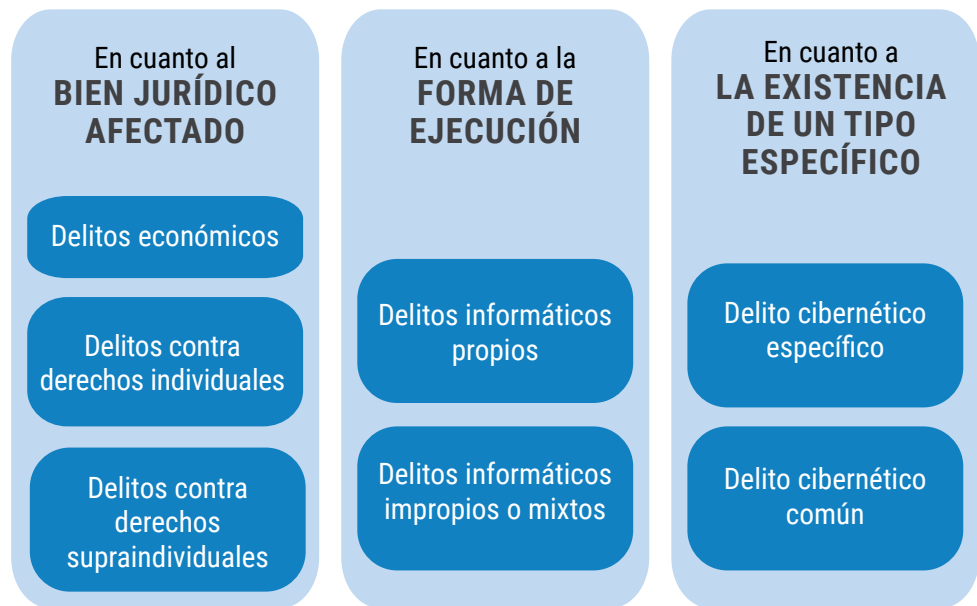 En cuanto al
BIEN JURÍDICO
AFECTADO
Delitos económicos
Delitos contra
derechos individuales
Delitos contra
derechos
supraindividuales
En cuanto a la
FORMA DE
EJECUCIÓN
Delitos informáticos
propios
Delitos informáticos
impropios o mixtos
En cuanto a
LA EXISTENCIA
DE UN TIPO
ESPECÍFICO
Delito cibernético
específico
Delito cibernético
común